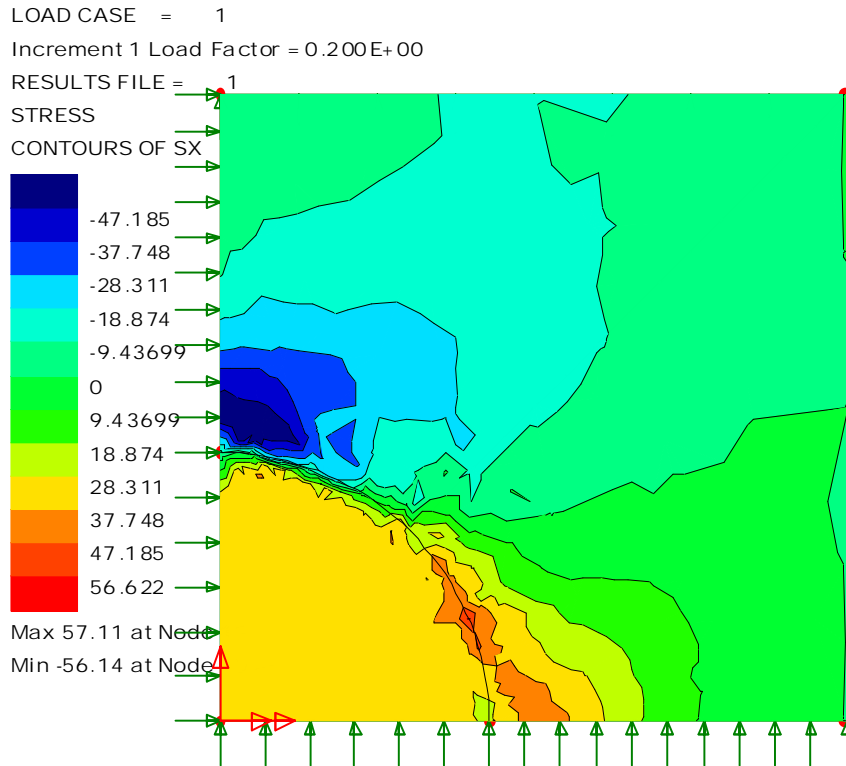 LOAD CASE = 1
Increment 1 Load Factor = 0.200E+00
RESULTS FILE = 1
STRESS
CONTOURS OF SX
-47.185
-37.748
-28.311
-18.874
-9.43699
0
9.43699
18.874
28.311
37.748
47.185
56.622
Max 57.11 at Node
Min -56.14 at Node